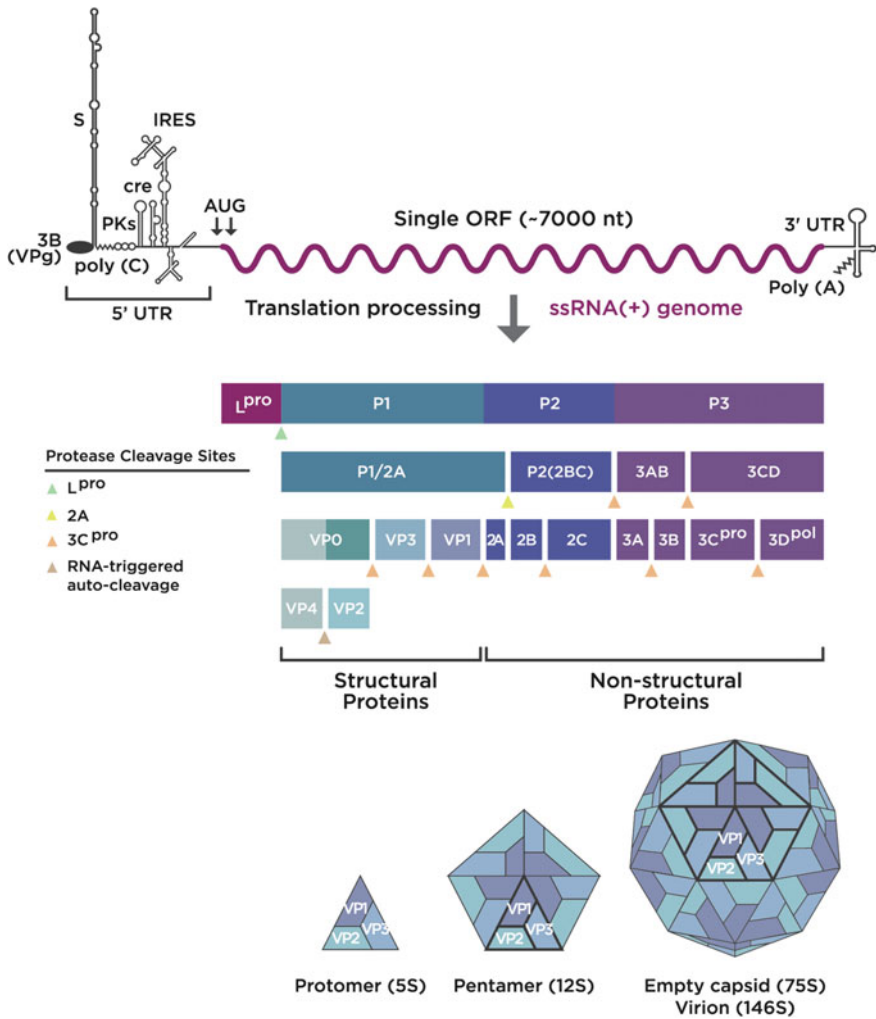 S
IRES
cre
AUG
PKs
Single ORF (~7000 nt)
3' UTR
3B
(VPg)
poly (C)
Poly (A)
5' UTR
Translation processing
ssRNA(+) genome
Lpro
P1
P2
P3
Protease Cleavage Sites
Lpro
2A
3Cpro
RNA-triggered
auto-cleavage
P1/2A
P2(2BC)
3AB
3CD
VP0
VP3
VP1
2A
2B
2C
3A
3B
3Cpro
3Dpol
VP4
VP2
Structural
Proteins
Non-structural
Proteins
VP1
VP2
VP3
VP1
VP2
VP3
VP1
VP2
VP3
Protomer (5S)
Pentamer (12S)
Empty capsid (75S)
Virion (146S)